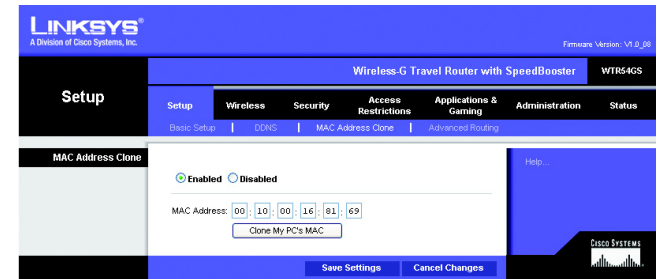 LINKSYS®
A Division of Cisco Systems, Inc.
Firmware Version: V1.0_08
Wireless-G Travel Router with SpeedBooster WTR54GS
Setup
Setup Wireless Security Access Restrictions Applications & Gaming Administration Status
Basic Setup | DDNS | MAC Address Clone | Advanced Routing
MAC Address Clone
Enabled Disabled
Help...
MAC Address: 00 : 10 : 00 : 16 : 81 : 69
Clone My PC's MAC
CISCO SYSTEMS
Save Settings Cancel Changes